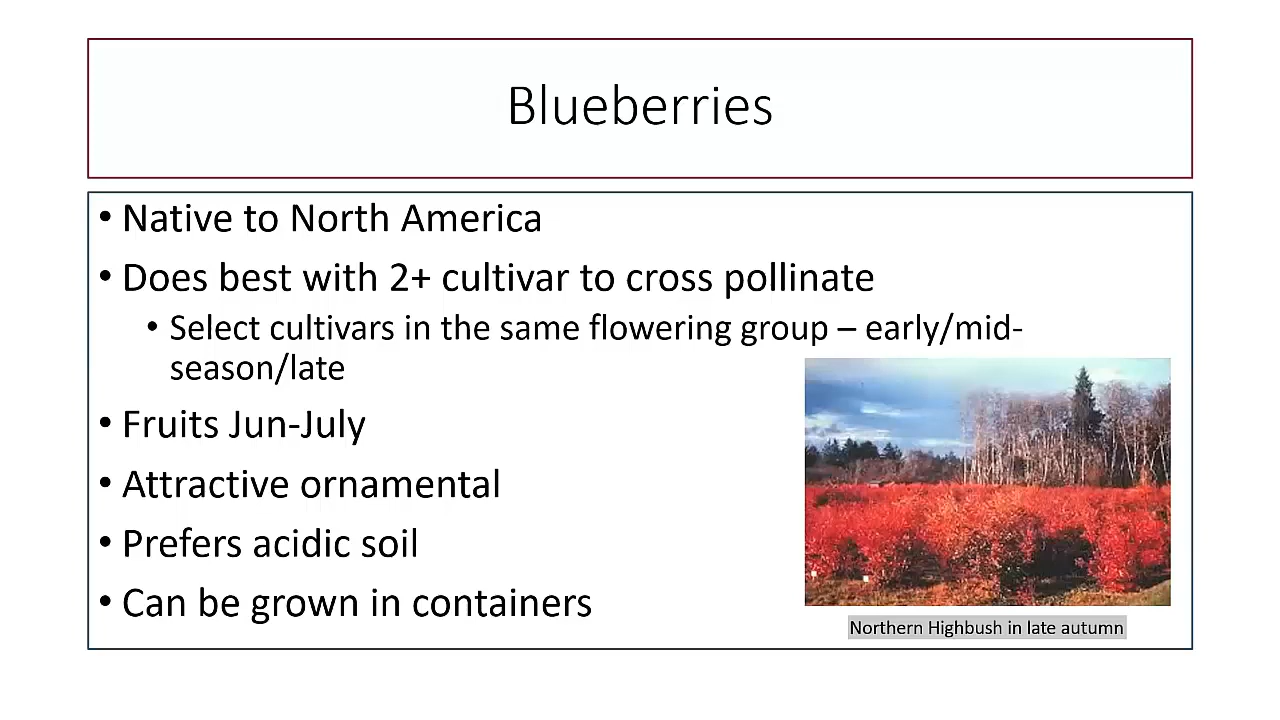 Blueberries
• Native to North America
• Does best with 2+ cultivar to cross pollinate
• Select cultivars in the same flowering group – early/mid-
season/late
• Fruits Jun-July
• Attractive ornamental
• Prefers acidic soil
• Can be grown in containers
Northern Highbush in late autumn